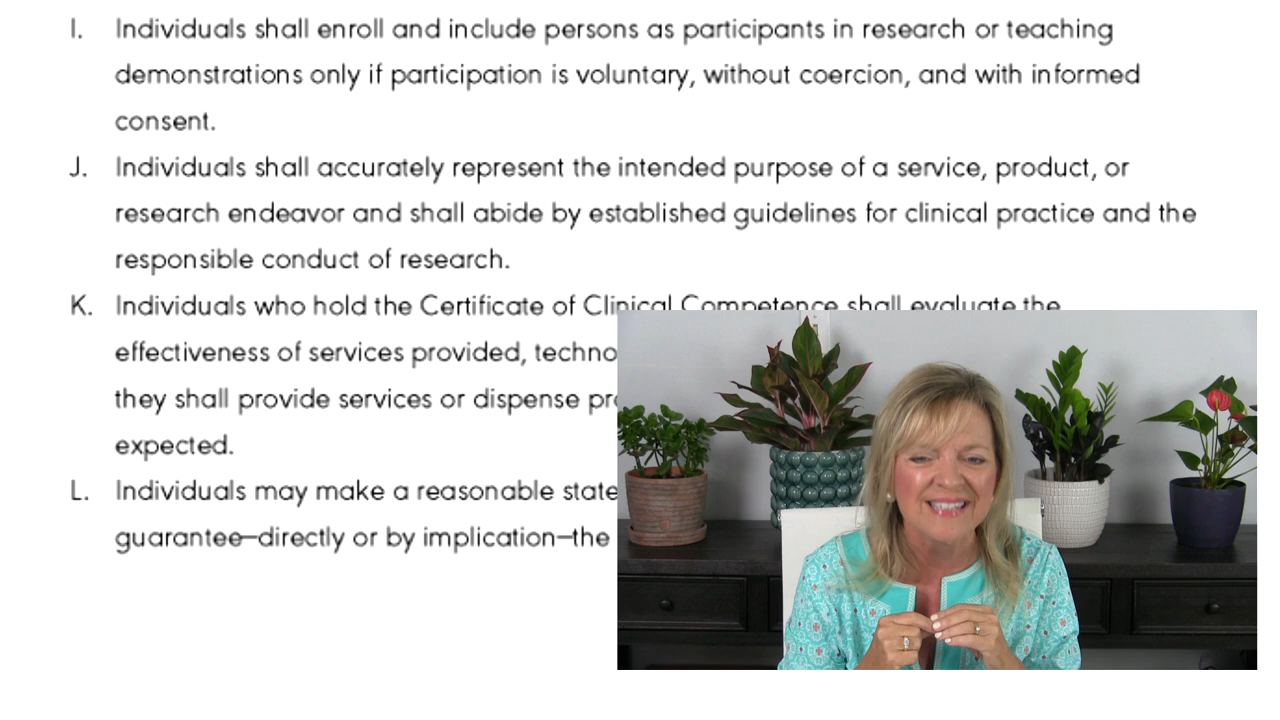 I. Individuals shall enroll and include persons as participants in research or teaching
demonstrations only if participation is voluntary, without coercion, and with informed
consent.
J. Individuals shall accurately represent the intended purpose of a service, product, or
research endeavor and shall abide by established guidelines for clinical practice and the
responsible conduct of research.
K. Individuals who hold the Certificate of Clinical Competence shall evaluate the
effectiveness of services provided, techno
they shall provide services or dispense pro
expected.
L. Individuals may make a reasonable state
guarantee—directly or by implication—the